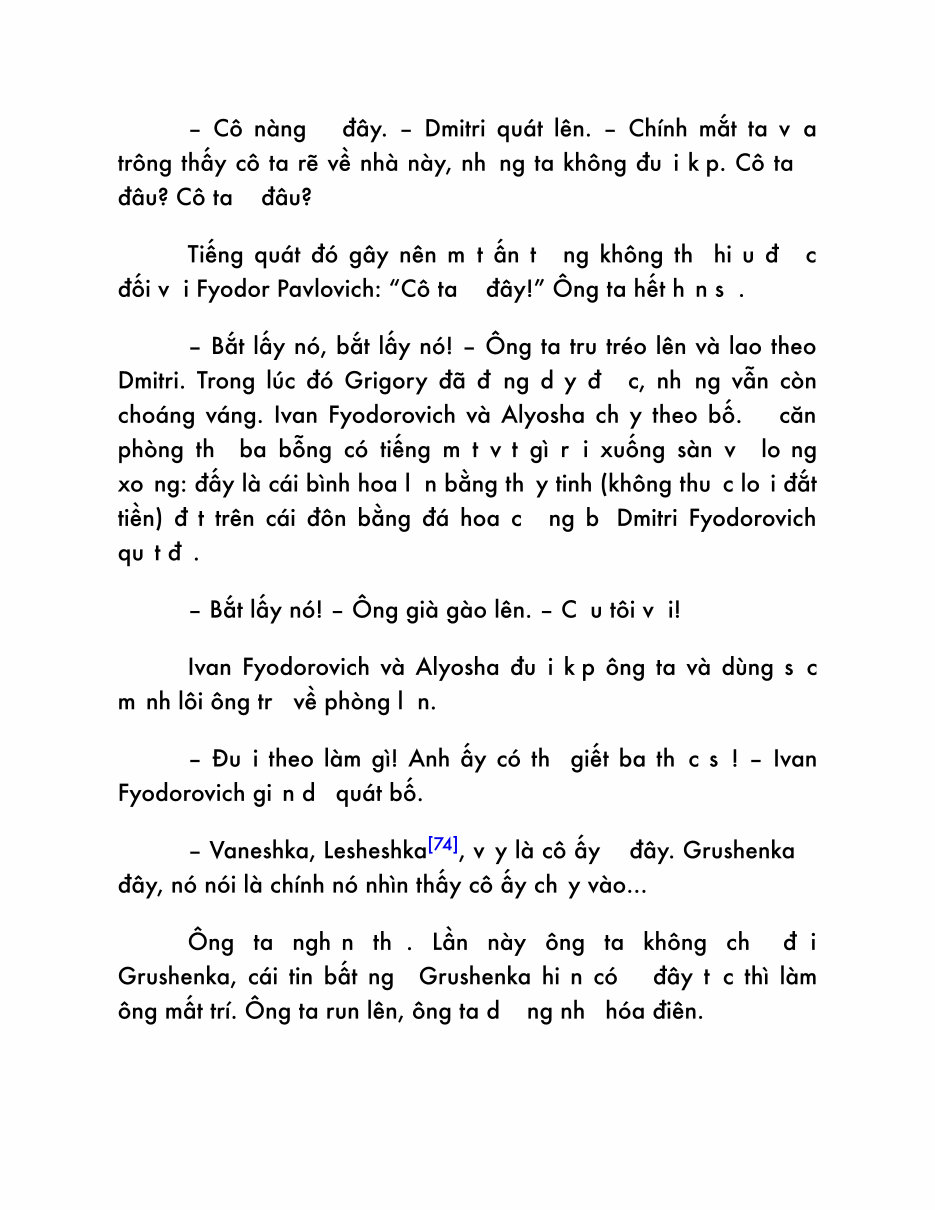 – Cô nàng đây. – Dmitri quát lên. – Chính mắt ta v a
trông thấy cô ta rẽ về nhà này, nh ng ta không đu i k p. Cô ta
đâu? Cô ta đâu?
Tiếng quát đó gây nên m t ấn t ng không th hi u đ c
đối v i Fyodor Pavlovich: “Cô ta đây!” Ông ta hết h n s .
– Bắt lấy nó, bắt lấy nó! – Ông ta tru tréo lên và lao theo
Dmitri. Trong lúc đó Grigory đã đ ng d y đ c, nh ng vẫn còn
choáng váng. Ivan Fyodorovich và Alyosha ch y theo bố. căn
phòng th ba bỗng có tiếng m t v t gì r i xuống sàn v lo ng
xo ng: đấy là cái bình hoa l n bằng th y tinh (không thu c lo i đắt
tiền) đ t trên cái đôn bằng đá hoa c ng b Dmitri Fyodorovich
qu t đ .
– Bắt lấy nó! – Ông già gào lên. – C u tôi v i!
Ivan Fyodorovich và Alyosha đu i k p ông ta và dùng s c
m nh lôi ông tr về phòng l n.
– Đu i theo làm gì! Anh ấy có th giết ba th c s ! – Ivan
Fyodorovich gi n d quát bố.
– Vaneshka, Lesheshka[74], v y là cô ấy đây. Grushenka
đây, nó nói là chính nó nhìn thấy cô ấy ch y vào...
Ông ta ngh n th . Lần này ông ta không ch đ i
Grushenka, cái tin bất ng Grushenka hi n có đây t c thì làm
ông mất trí. Ông ta run lên, ông ta d ng nh hóa điên.